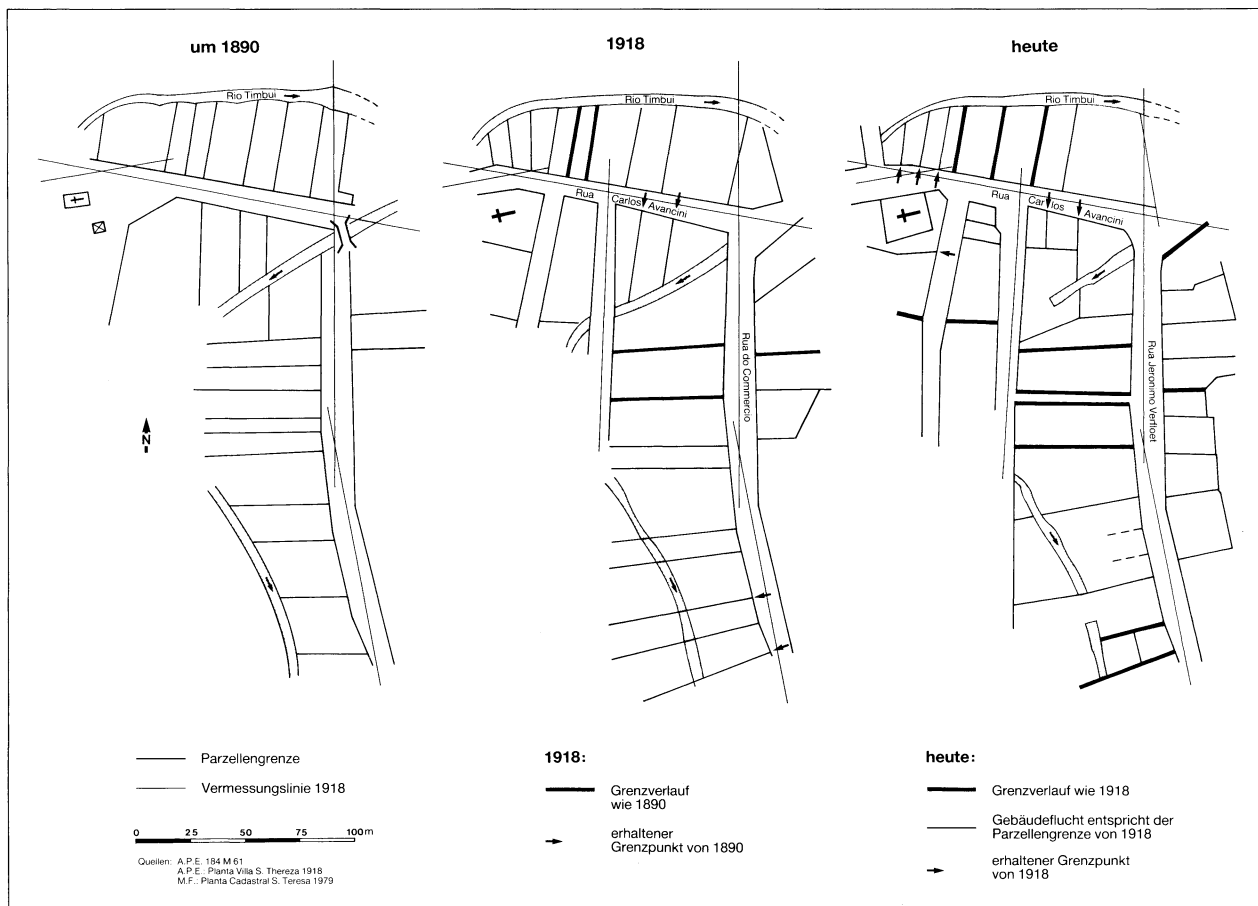 um 1890
1918
heute
Rio Timbui
Rio Timbui
Rio Timbui
Rua Carlos Avancini
Rua Carlos Avancini
Rua do Commercio
Rua Jeronimo Verfloet
N
Parzellengrenze
Vermessungslinie 1918
0 25 50 75 100 m
Quellen: A.P.E. 184 M 61
A.P.E.: Planta Villa S. Thereza 1918
M.F.: Planta Cadastral S. Teresa 1979
1918:
Grenzverlauf
wie 1890
erhaltener
Grenzpunkt von 1890
heute:
Grenzverlauf wie 1918
Gebäudeflucht entspricht der
Parzellengrenze von 1918
erhaltener Grenzpunkt
von 1918